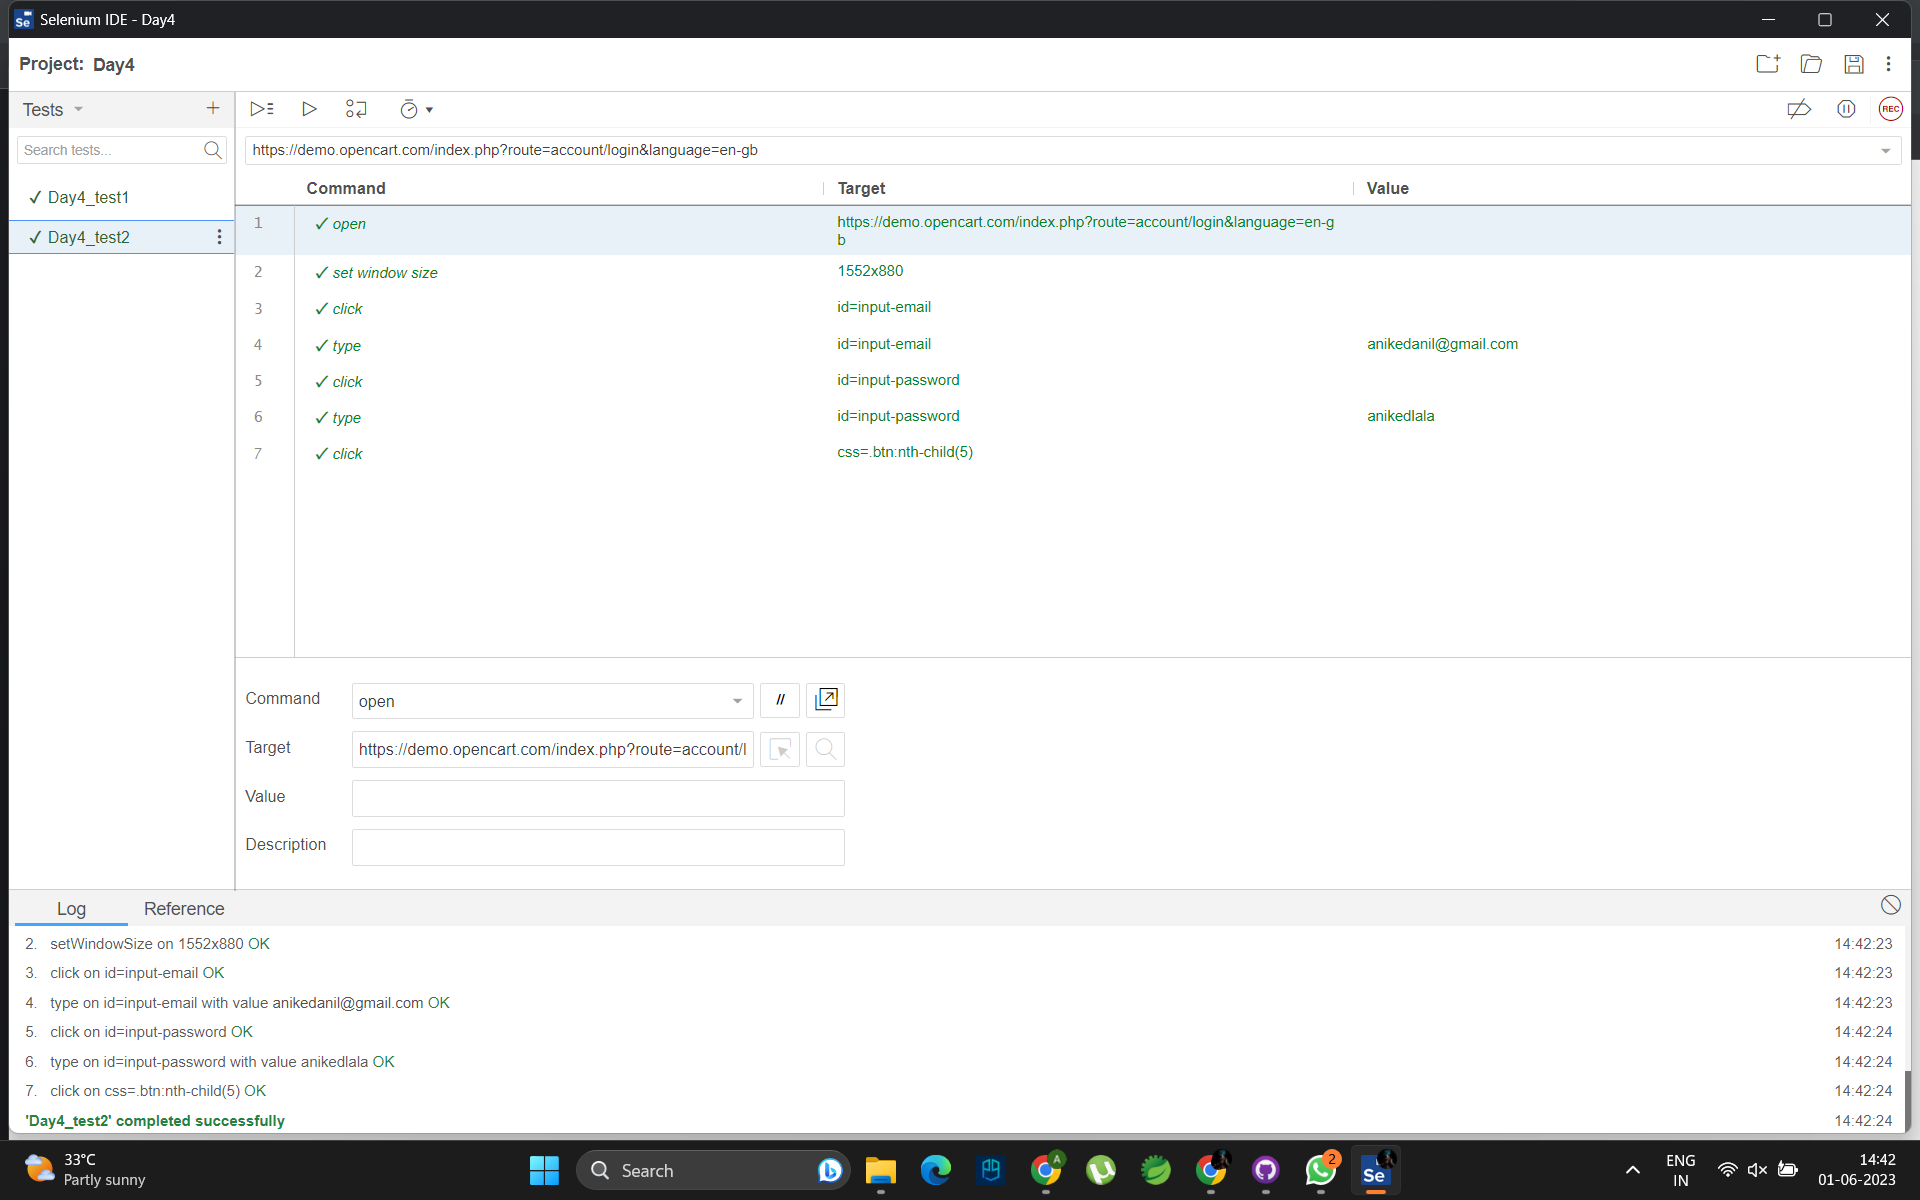 Selenium IDE - Day4
Project: Day4
Tests
REC
Search tests...
https://demo.opencart.com/index.php?route=account/login&language=en-gb
Command Target Value
✓ Day4_test1
✓ Day4_test2
1 ✓ open https://demo.opencart.com/index.php?route=account/login&language=en-g
b
2 ✓ set window size 1552x880
3 ✓ click id=input-email
4 ✓ type id=input-email anikedanil@gmail.com
5 ✓ click id=input-password
6 ✓ type id=input-password anikedlala
7 ✓ click css=.btn:nth-child(5)
Command open //
Target https://demo.opencart.com/index.php?route=account/l
Value
Description
Log Reference
2. setWindowSize on 1552x880 OK 14:42:23
3. click on id=input-email OK 14:42:23
4. type on id=input-email with value anikedanil@gmail.com OK 14:42:23
5. click on id=input-password OK 14:42:24
6. type on id=input-password with value anikedlala OK 14:42:24
7. click on css=.btn:nth-child(5) OK 14:42:24
'Day4_test2' completed successfully 14:42:24
33°C
Partly sunny
Search
A
2
Se
ENG
IN
14:42
01-06-2023